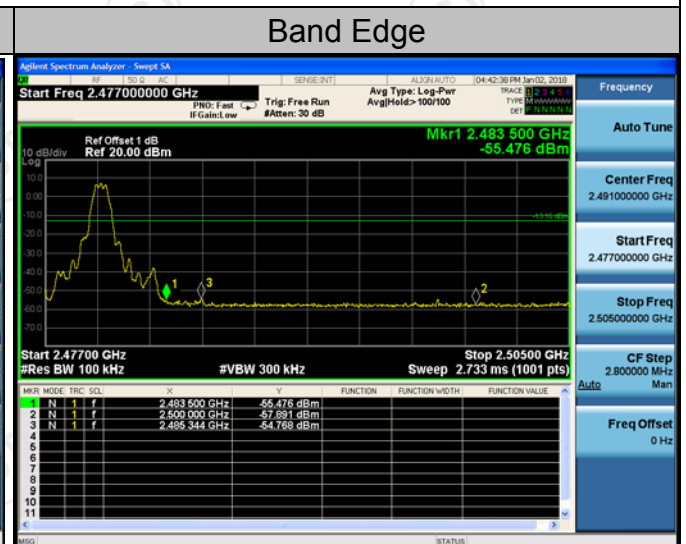 Band Edge
Agilent Spectrum Analyzer - Swept SA
RF 50 Ω AC SENSE:INT ALIGN AUTO 04:42:38 PM Jan 02, 2018
Start Freq 2.477000000 GHz
PNO: Fast
IFGain:Low
Trig: Free Run
#Atten: 30 dB
Avg Type: Log-Pwr
Avg|Hold:>100/100
TRACE 1 2 3 4 5 6
TYPE M
DET P N N N N N
Ref Offset 1 dB
10 dB/div Ref 20.00 dBm
Log
Mkr1 2.483 500 GHz
-55.476 dBm
10.0
0.00
-10.0
-20.0
-30.0
-40.0
-50.0
-60.0
-70.0
1
3
2
Start 2.47700 GHz
Stop 2.50500 GHz
#Res BW 100 kHz
#VBW 300 kHz
Sweep 2.733 ms (1001 pts)
MKR MODE TRC SCL X Y FUNCTION FUNCTION WIDTH FUNCTION VALUE
1 N 1 f 2.483 500 GHz -55.476 dBm
2 N 1 f 2.500 000 GHz -57.891 dBm
3 N 1 f 2.485 344 GHz -54.768 dBm
4
5
6
7
8
9
10
11
MSG
STATUS
Frequency
Auto Tune
Center Freq
2.491000000 GHz
Start Freq
2.477000000 GHz
Stop Freq
2.505000000 GHz
CF Step
2.800000 MHz
Auto Man
Freq Offset
0 Hz